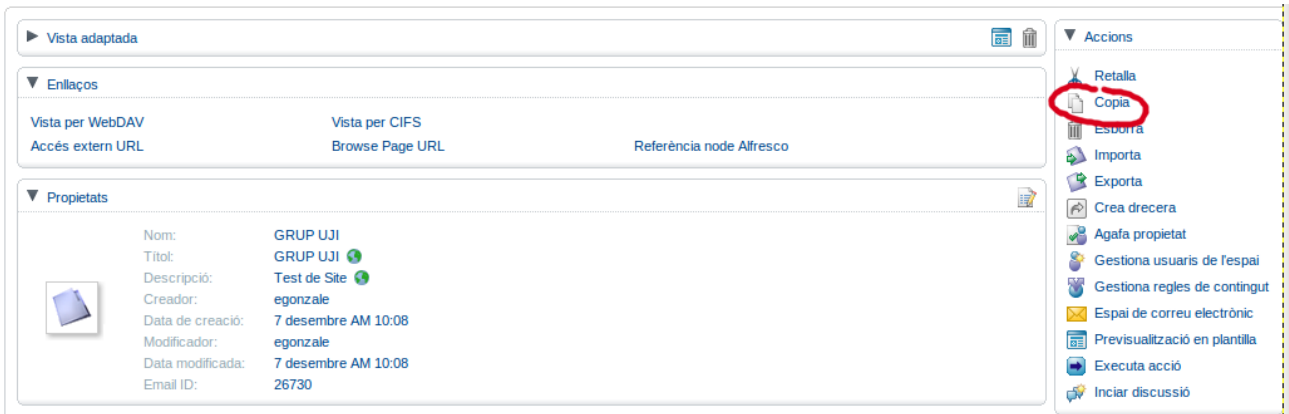 Vista adaptada
Enllaços
Vista per WebDAV Vista per CIFS
Accés extern URL Browse Page URL Referència node Alfresco
Propietats
Nom: GRUP UJI
Títol: GRUP UJI
Descripció: Test de Site
Creador: egonzale
Data de creació: 7 desembre AM 10:08
Modificador: egonzale
Data modificada: 7 desembre AM 10:08
Email ID: 26730
Accions
Retalla
Copia
Esborra
Importa
Exporta
Crea drecera
Agafa propietat
Gestiona usuaris de l'espai
Gestiona regles de contingut
Espai de correu electrònic
Previsualització en plantilla
Executa acció
Inciar discussió